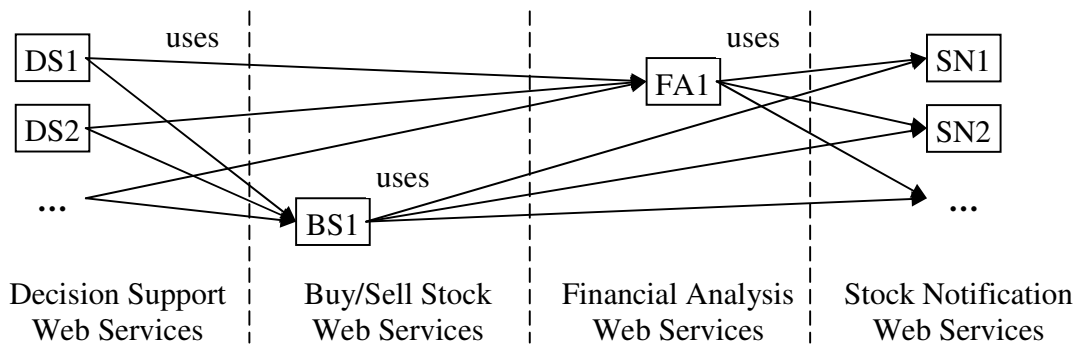 uses
uses
DS1
SN1
FA1
DS2
SN2
uses
...
...
BS1
Decision Support
Web Services
Buy/Sell Stock
Web Services
Financial Analysis
Web Services
Stock Notification
Web Services